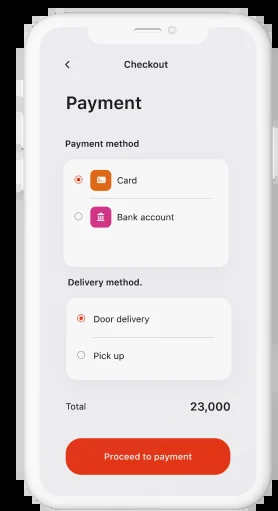 Checkout
Payment
Payment method
Card
Bank account
Delivery method.
Door delivery
Pick up
Total 23,000
Proceed to payment